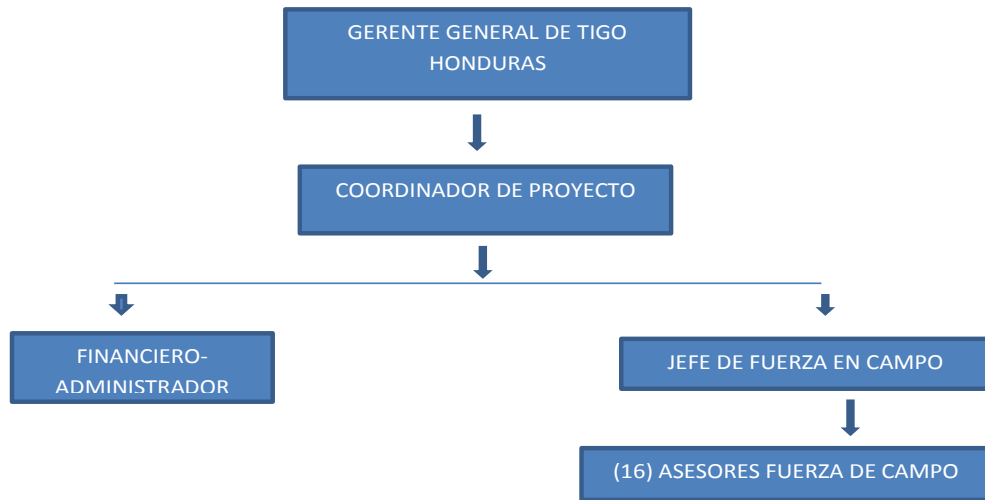 GERENTE GENERAL DE TIGO
HONDURAS
COORDINADOR DE PROYECTO
FINANCIERO-
ADMINISTRADOR
JEFE DE FUERZA EN CAMPO
(16) ASESORES FUERZA DE CAMPO